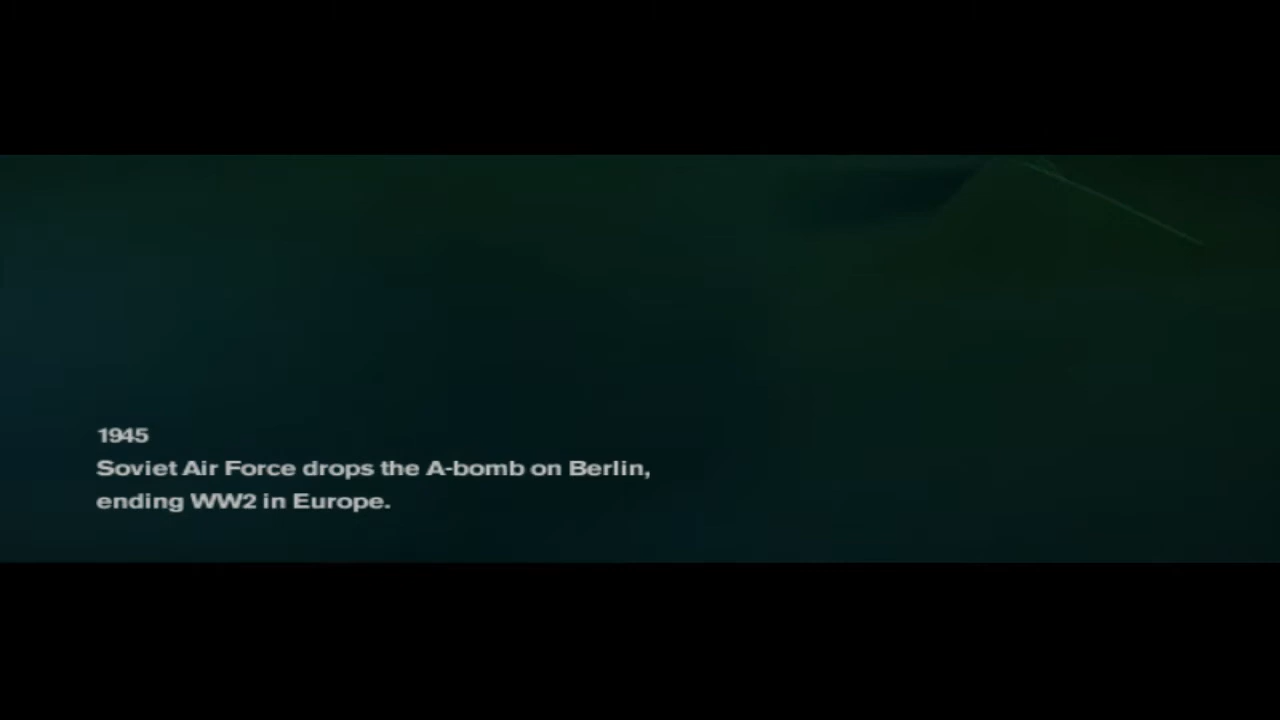 1945
Soviet Air Force drops the A-bomb on Berlin,
ending WW2 in Europe.